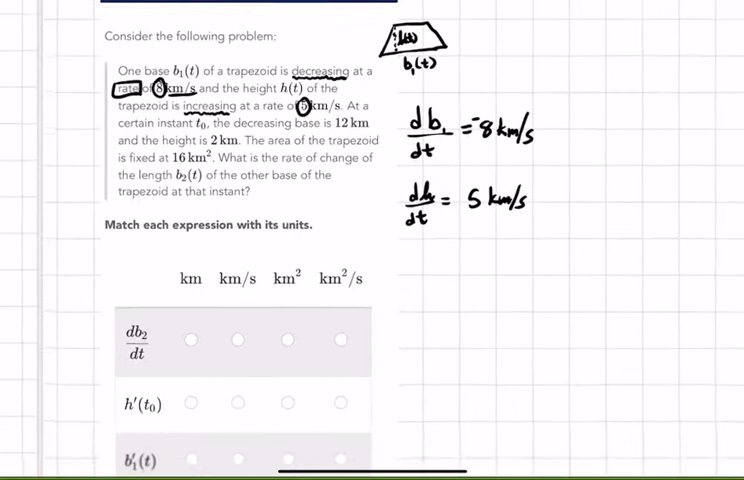 Consider the following problem:
One base b₁(t) of a trapezoid is decreasing at a
rate of 8 km/s and the height h(t) of the
trapezoid is increasing at a rate of 5 km/s. At a
certain instant t₀, the decreasing base is 12 km
and the height is 2 km. The area of the trapezoid
is fixed at 16 km². What is the rate of change of
the length b₂(t) of the other base of the
trapezoid at that instant?
Match each expression with its units.
km km/s km² km²/s
db₂/dt
h′(t₀)
b₁′(t)
h(t)
b₁(t)
db₁/dt = -8 km/s
dh/dt = 5 km/s